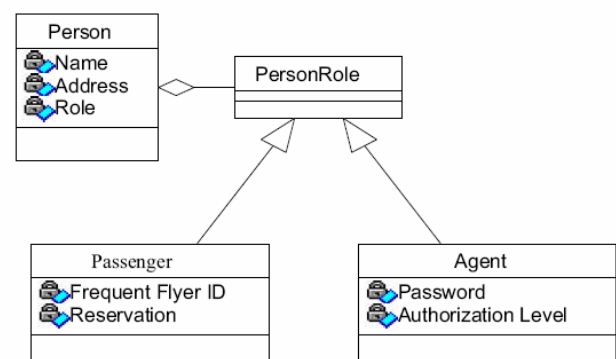 Person
Name
Address
Role
PersonRole
Passenger
Frequent Flyer ID
Reservation
Agent
Password
Authorization Level